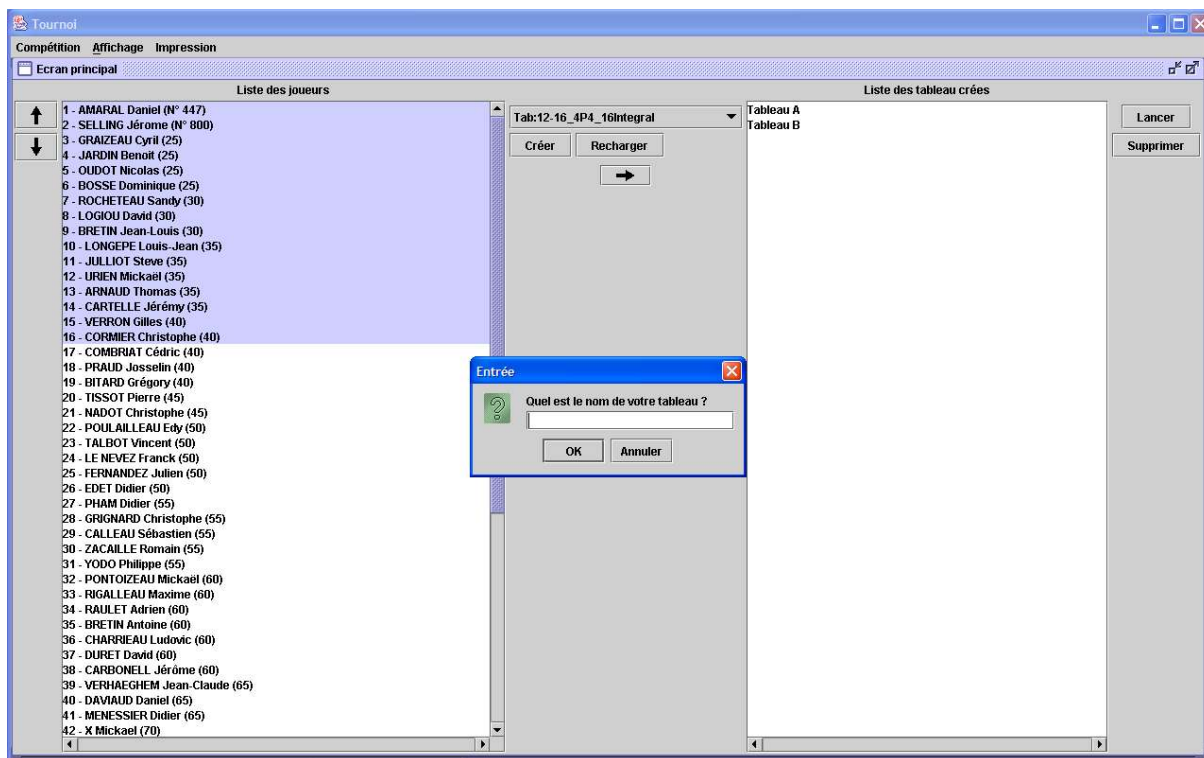 Tournoi
Compétition Affichage Impression
Ecran principal
Liste des joueurs
Liste des tableau crées
1 - AMARAL Daniel (N° 447)
2 - SELLING Jérome (N° 800)
3 - GRAIZEAU Cyril (25)
4 - JARDIN Benoit (25)
5 - OUDOT Nicolas (25)
6 - BOSSE Dominique (25)
7 - ROCHETEAU Sandy (30)
8 - LOGIOU David (30)
9 - BRETIN Jean-Louis (30)
10 - LONGEPE Louis-Jean (35)
11 - JULLIOT Steve (35)
12 - URIEN Mickaël (35)
13 - ARNAUD Thomas (35)
14 - CARTELLE Jérémy (35)
15 - VERRON Gilles (40)
16 - CORMIER Christophe (40)
17 - COMBRIAT Cédric (40)
18 - PRAUD Josselin (40)
19 - BITARD Grégory (40)
20 - TISSOT Pierre (45)
21 - NADOT Christophe (45)
22 - POULAILLEAU Edy (50)
23 - TALBOT Vincent (50)
24 - LE NEVEZ Franck (50)
25 - FERNANDEZ Julien (50)
26 - EDET Didier (50)
27 - PHAM Didier (55)
28 - GRIGNARD Christophe (55)
29 - CALLEAU Sébastien (55)
30 - ZACAILLE Romain (55)
31 - YODO Philippe (55)
32 - PONTOIZEAU Mickaël (60)
33 - RIGALLEAU Maxime (60)
34 - RAULET Adrien (60)
35 - BRETIN Antoine (60)
36 - CHARRIEAU Ludovic (60)
37 - DURET David (60)
38 - CARBONELL Jérôme (60)
39 - VERHAEGHEM Jean-Claude (65)
40 - DAVIAUD Daniel (65)
41 - MENESSIER Didier (65)
42 - X Mickael (70)
Tab:12-16_4P4_16Integral
Créer Recharger
Entrée
Quel est le nom de votre tableau ?
OK Annuler
Tableau A
Tableau B
Lancer
Supprimer